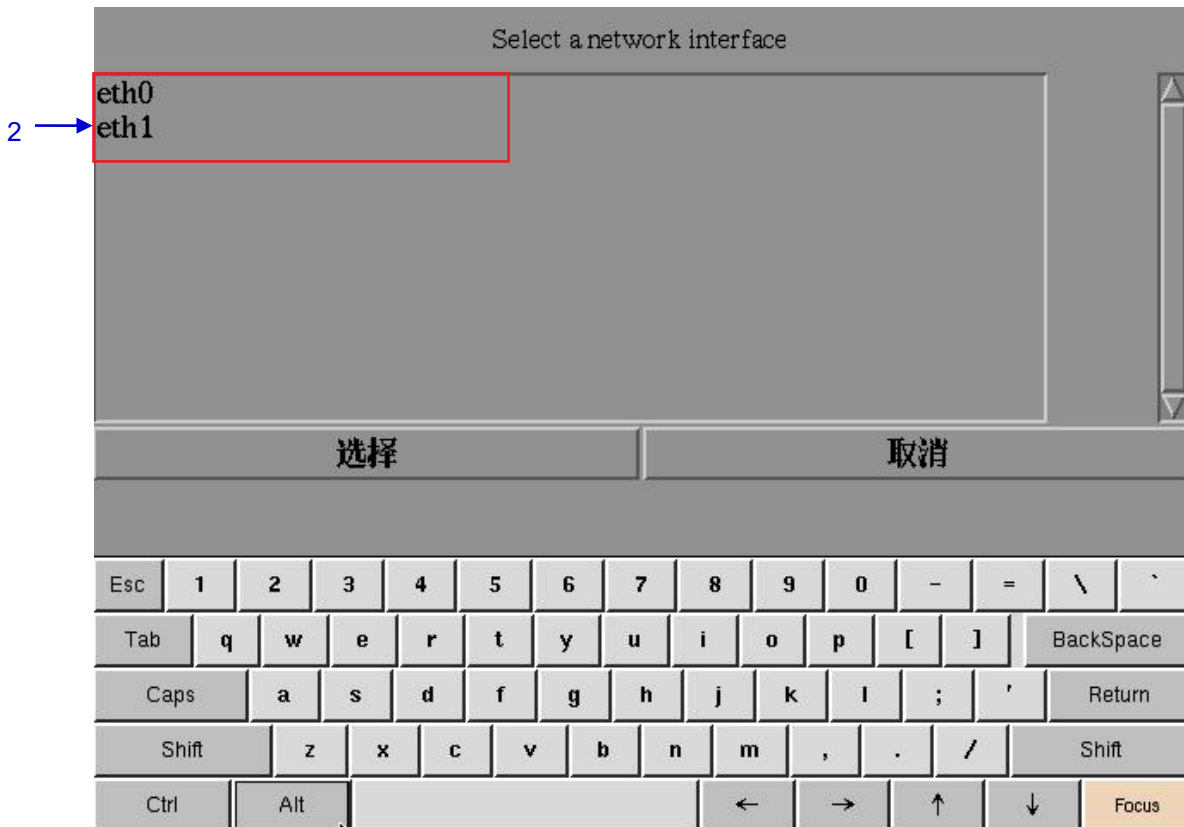 Select a network interface
eth0
2
eth1
选择 取消
Esc 1 2 3 4 5 6 7 8 9 0 - = \ `
Tab q w e r t y u i o p [ ] BackSpace
Caps a s d f g h j k l ; ' Return
Shift z x c v b n m , . / Shift
Ctrl Alt ← → ↑ ↓ Focus